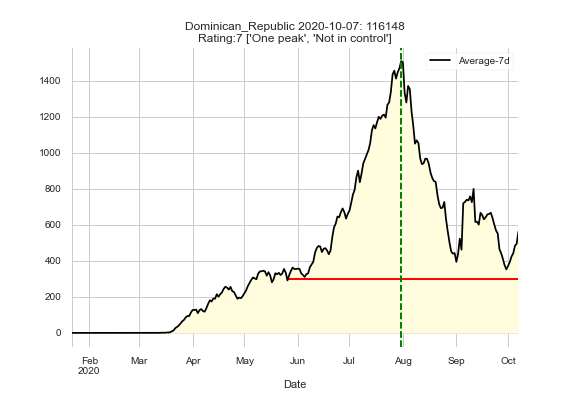 Dominican_Republic 2020-10-07: 116148
Rating:7 ['One peak', 'Not in control']
Average-7d
1400
1200
1000
800
600
400
200
0
Feb
2020
Mar
Apr
May
Jun
Jul
Aug
Sep
Oct
Date